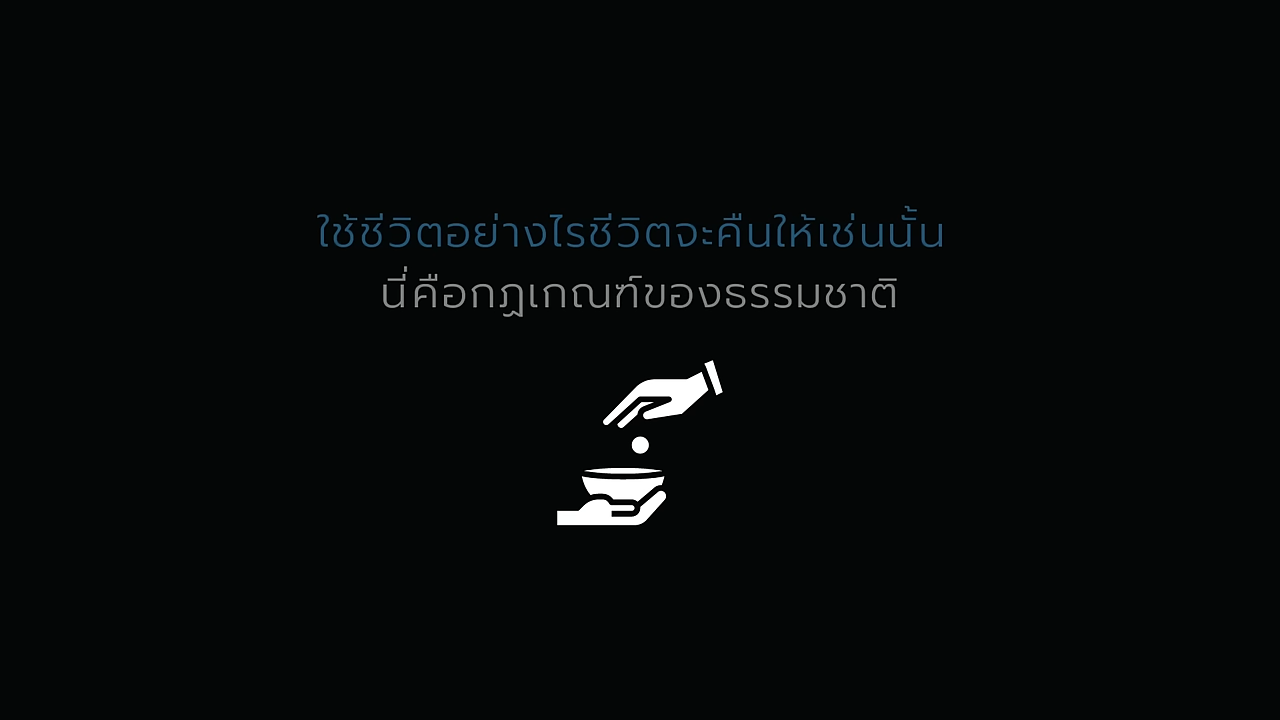 ใช้ชีวิตอย่างไรชีวิตจะคืนให้เช่นนั้น
นี่คือกฎเกณฑ์ของธรรมชาติ